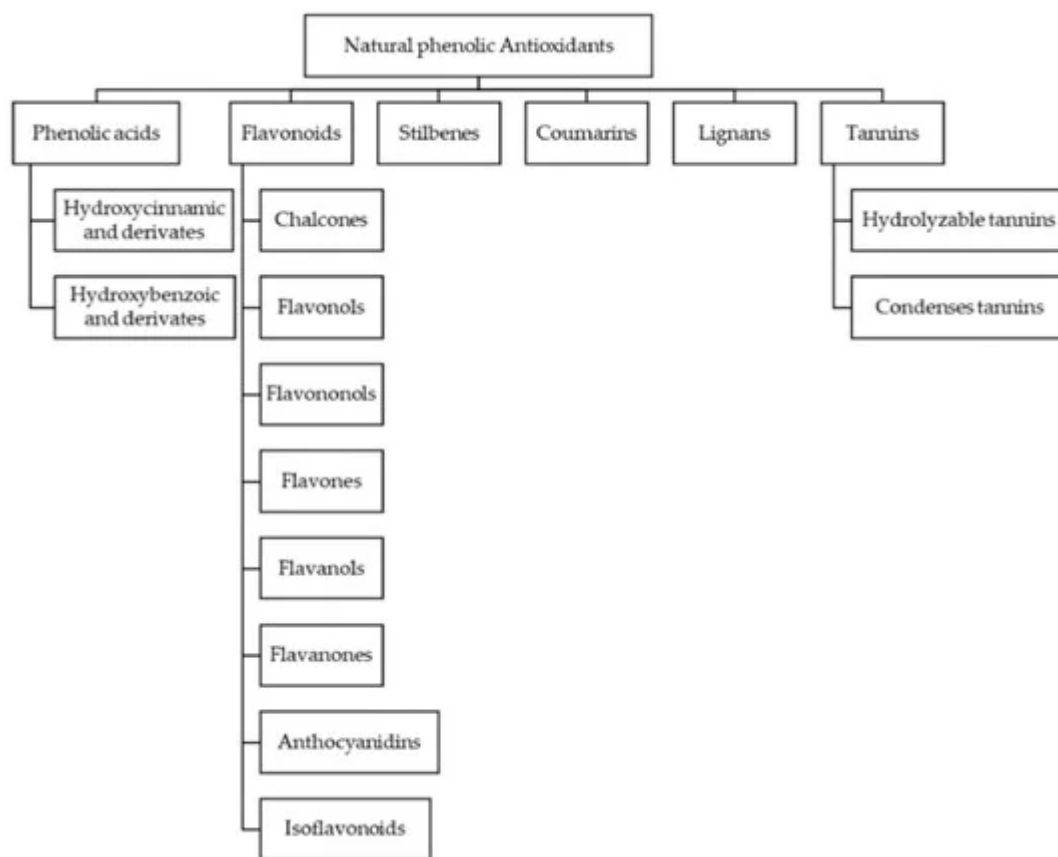 Natural phenolic Antioxidants
Phenolic acids
Flavonoids
Stilbenes
Coumarins
Lignans
Tannins
Hydroxycinnamic
and derivates
Hydroxybenzoic
and derivates
Chalcones
Flavonols
Flavononols
Flavones
Flavanols
Flavanones
Anthocyanidins
Isoflavonoids
Hydrolyzable tannins
Condenses tannins